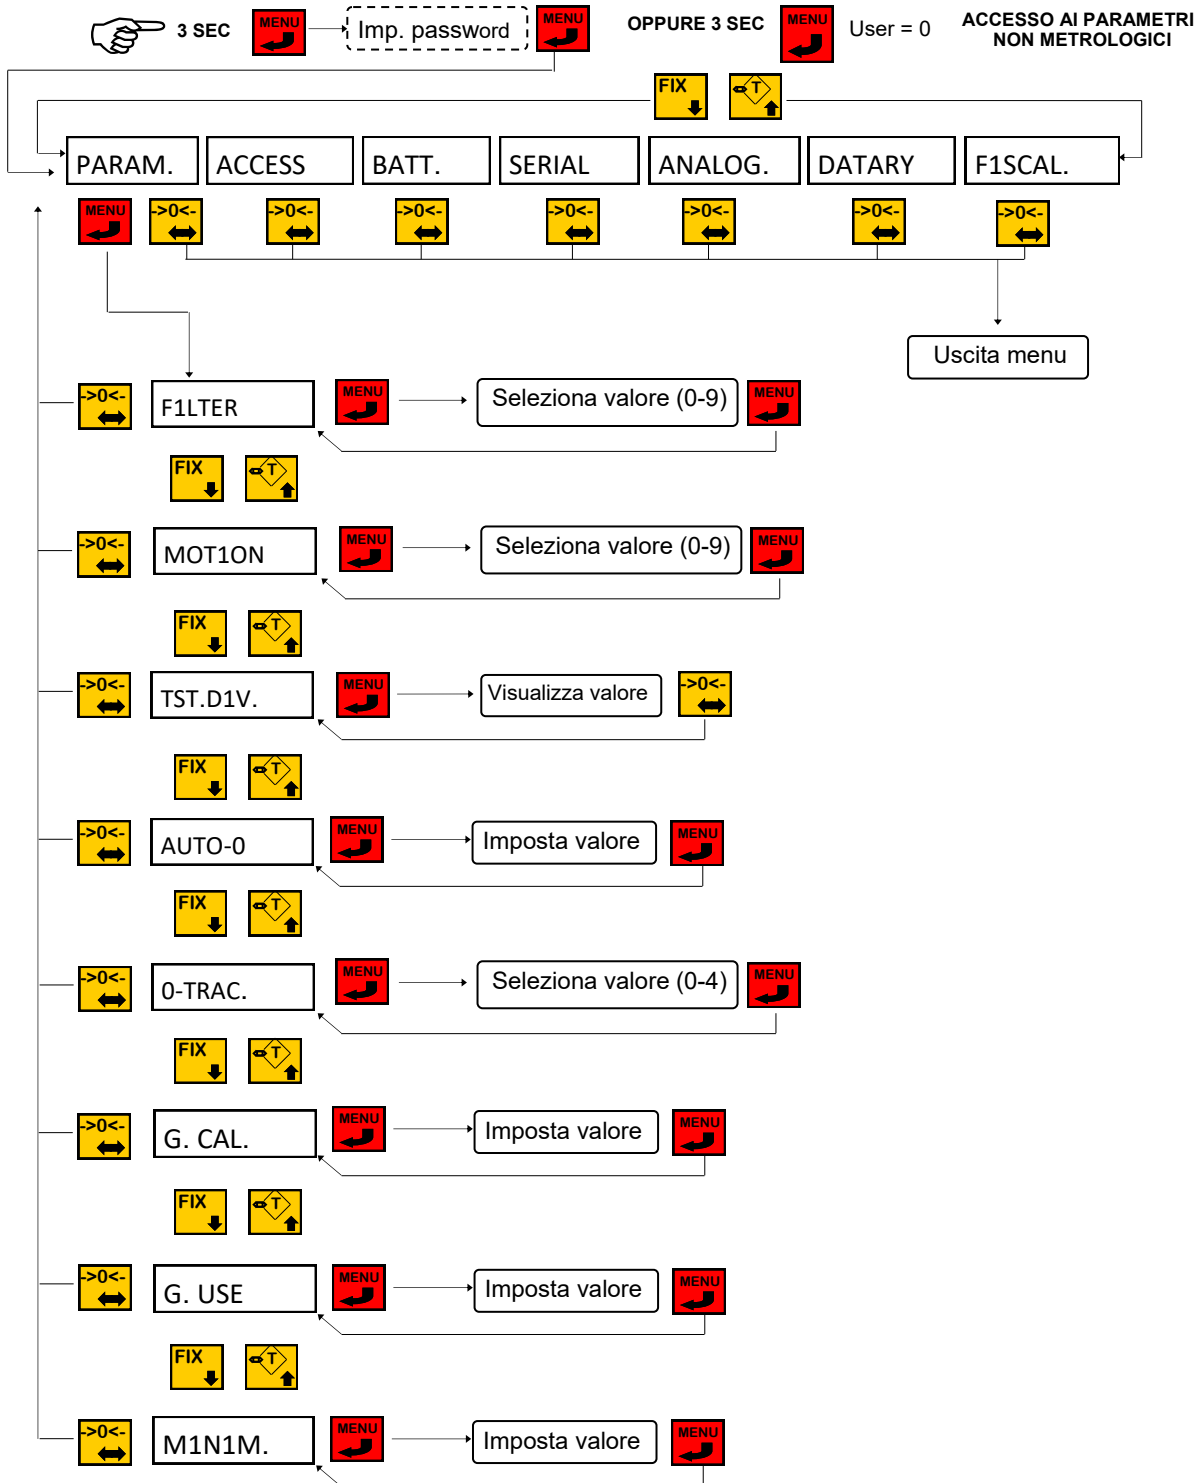 3 SEC MENU Imp. password MENU OPPURE 3 SEC MENU User = 0 ACCESSO AI PARAMETRI
NON METROLOGICI
FIX T
PARAM. ACCESS BATT. SERIAL ANALOG. DATARY F1SCAL.
MENU ->0<- ->0<- ->0<- ->0<- ->0<- ->0<- ->0<-
Uscita menu
->0<- F1LTER MENU Seleziona valore (0-9) MENU
FIX T
->0<- MOT1ON MENU Seleziona valore (0-9) MENU
FIX T
->0<- TST.D1V. MENU Visualizza valore ->0<-
FIX T
->0<- AUTO-0 MENU Imposta valore MENU
FIX T
->0<- 0-TRAC. MENU Seleziona valore (0-4) MENU
FIX T
->0<- G. CAL. MENU Imposta valore MENU
FIX T
->0<- G. USE MENU Imposta valore MENU
FIX T
->0<- M1N1M. MENU Imposta valore MENU